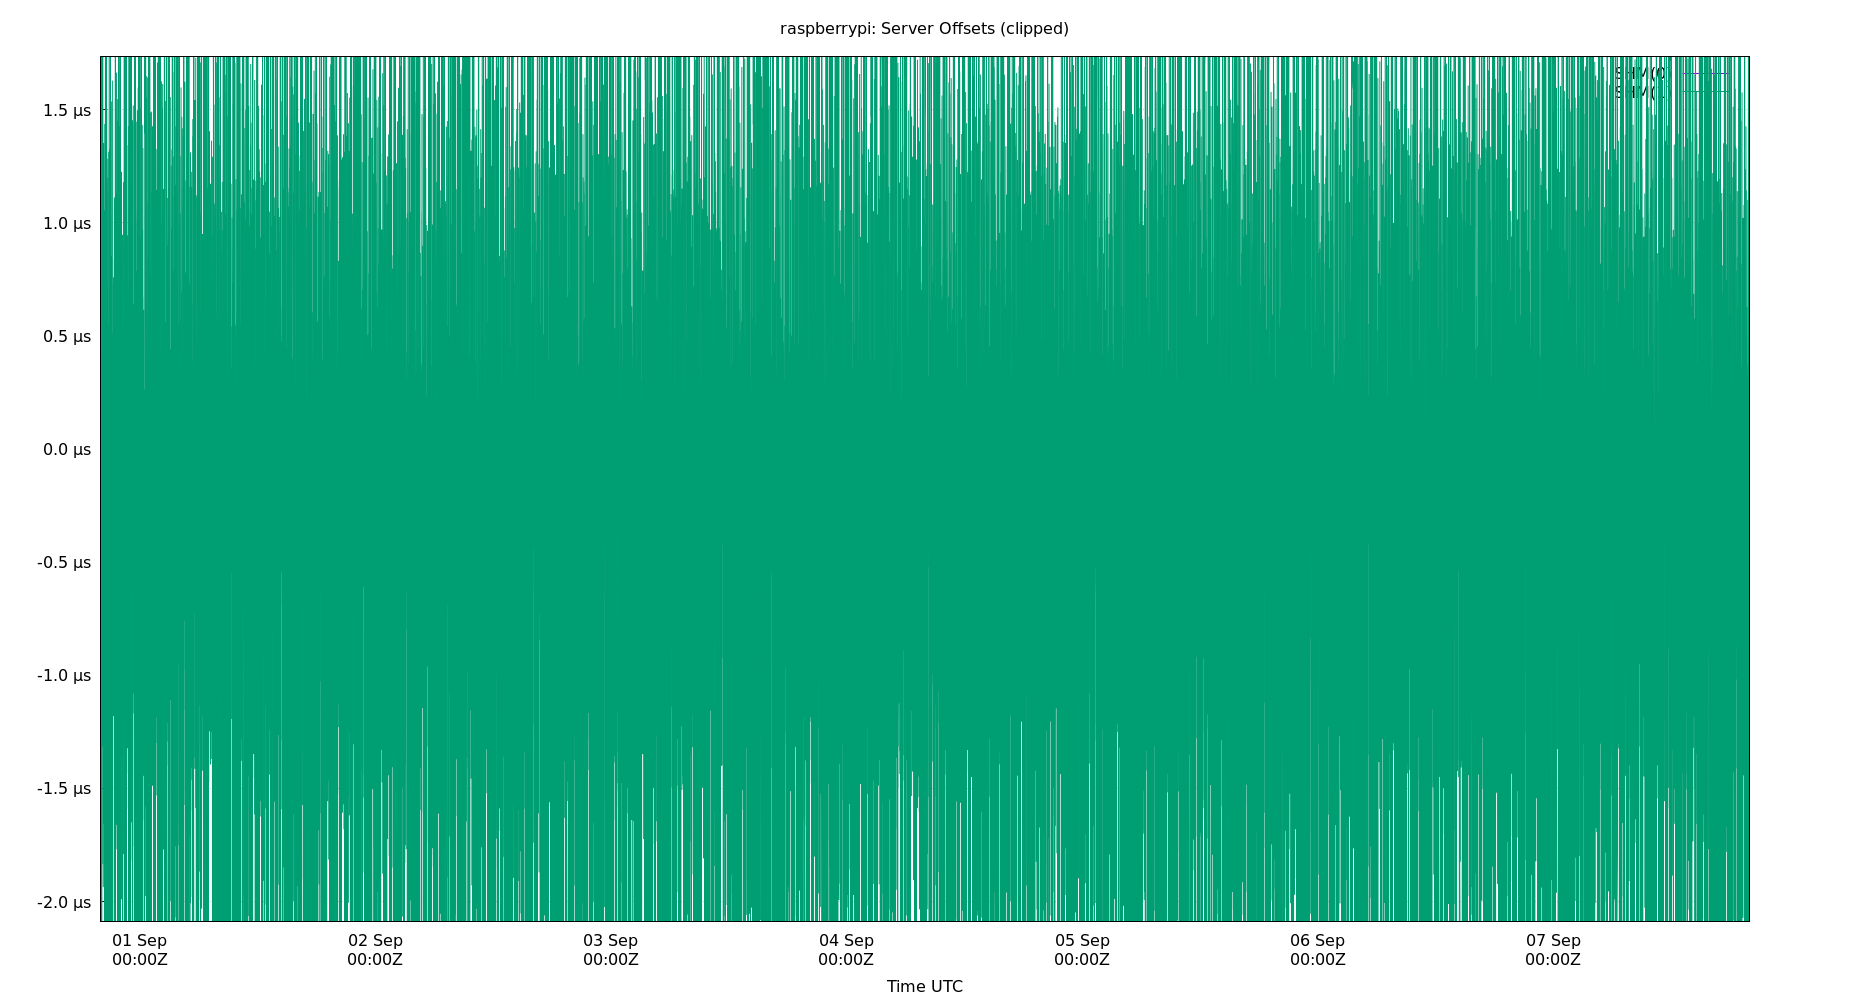 raspberrypi: Server Offsets (clipped)
SHM(0)
SHM(
1.5 µs
1.0 µs
0.5 µs
0.0 µs
-0.5 µs
-1.0 µs
-1.5 µs
-2.0 µs
01 Sep 02 Sep 03 Sep 04 Sep 05 Sep 06 Sep 07 Sep
00:00Z 00:00Z 00:00Z 00:00Z 00:00Z 00:00Z 00:00Z
Time UTC